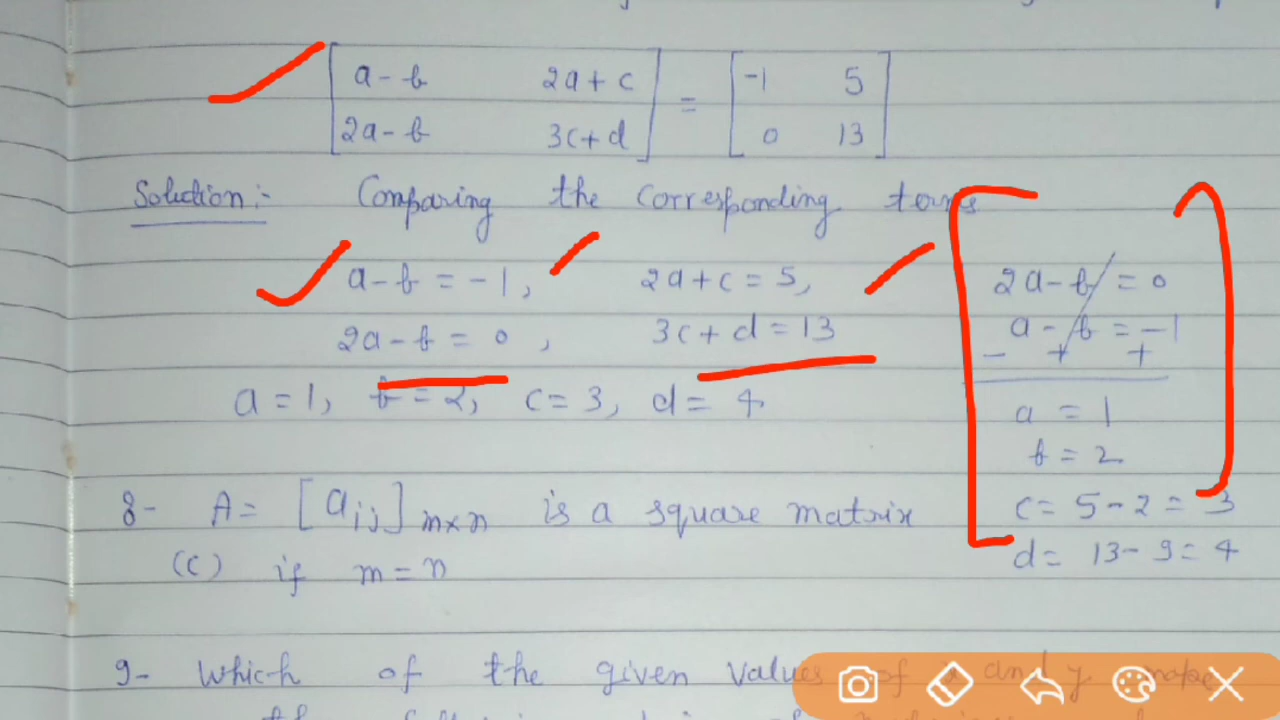 [a-b 2a+c] = [-1 5]
[2a-b 3c+d] [0 13]
Solution:- Comparing the Corresponding terms
a-b = -1, 2a+c = 5,
2a-b = 0, 3c+d = 13
a = 1, b = 2, c = 3, d = 4
2a-b = 0
a-b = -1
- + +
a = 1
b = 2
c = 5-2 = 3
d = 13-9 = 4
8- A = [aij]m×n is a square matrix
(C) if m = n
9- Which of the given values of x and y make